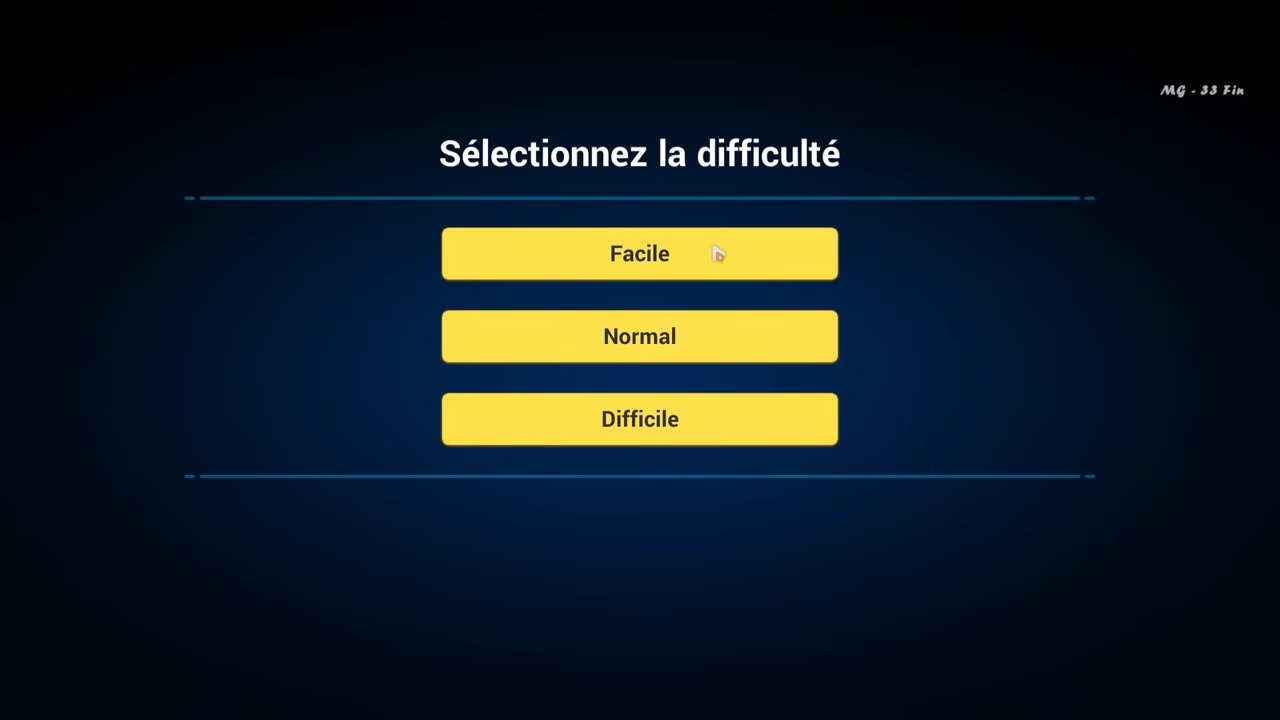 MG - 33 Fin
Sélectionnez la difficulté
Facile
Normal
Difficile